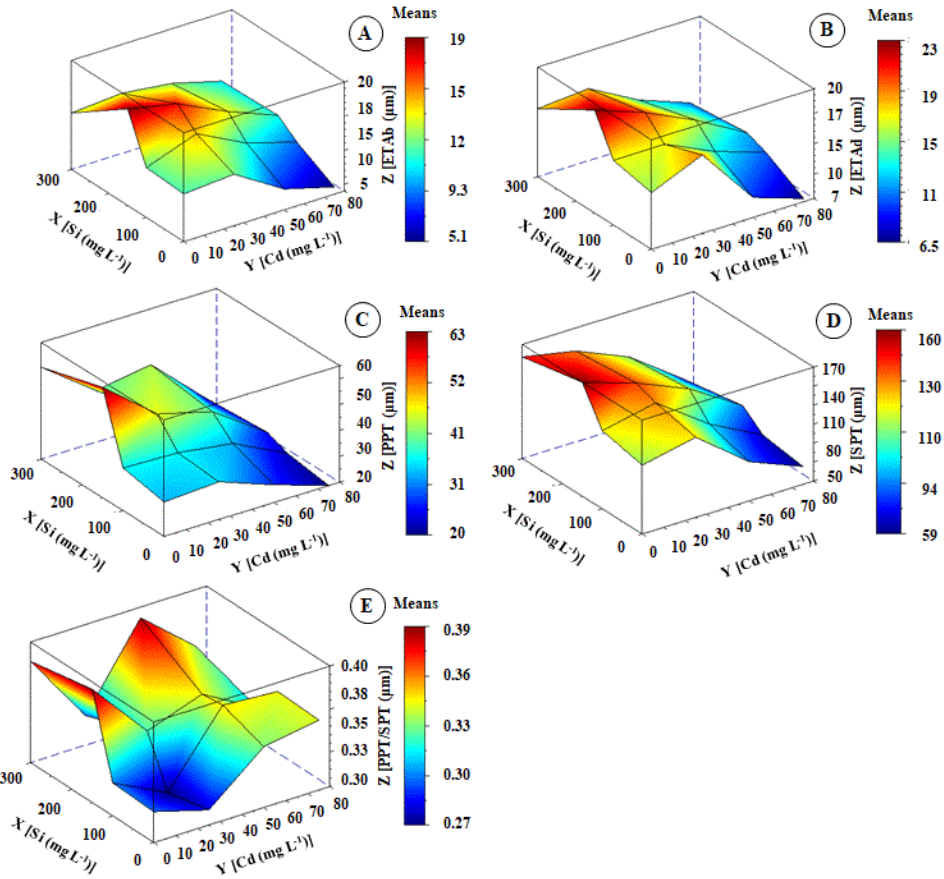 A
Means
19
15
12
9.3
5.1
20
18
15
10
5
Z [ETAb (µm)]
300
200
100
0
X [Si (mg L⁻¹)]
0 10 20 30 40 50 60 70 80
Y [Cd (mg L⁻¹)]
B
Means
23
19
15
11
6.5
20
17
15
10
7
Z [ETAd (µm)]
300
200
100
0
X [Si (mg L⁻¹)]
0 10 20 30 40 50 60 70 80
Y [Cd (mg L⁻¹)]
C
Means
63
52
41
31
20
60
50
40
30
20
Z [PPT (µm)]
300
200
100
0
X [Si (mg L⁻¹)]
0 10 20 30 40 50 60 70 80
Y [Cd (mg L⁻¹)]
D
Means
160
130
110
94
59
170
140
110
80
50
Z [SPT (µm)]
300
200
100
0
X [Si (mg L⁻¹)]
0 10 20 30 40 50 60 70 80
Y [Cd (mg L⁻¹)]
E
Means
0.39
0.36
0.33
0.30
0.27
0.40
0.38
0.35
0.33
0.30
Z [PPT/SPT (µm)]
300
200
100
0
X [Si (mg L⁻¹)]
0 10 20 30 40 50 60 70 80
Y [Cd (mg L⁻¹)]